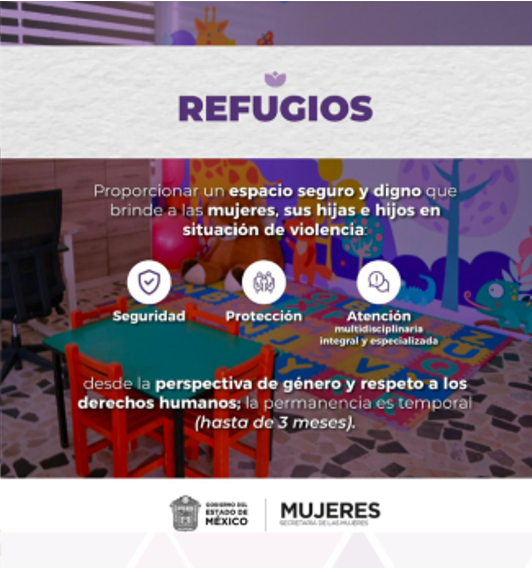 REFUGIOS
Proporcionar un espacio seguro y digno que
brinde a las mujeres, sus hijas e hijos en
situación de violencia:
Seguridad
Protección
Atención
multidisciplinaria
integral y especializada
desde la perspectiva de género y respeto a los
derechos humanos; la permanencia es temporal
(hasta de 3 meses).
GOBIERNO DEL
ESTADO DE
MÉXICO
MUJERES
SECRETARÍA DE LAS MUJERES